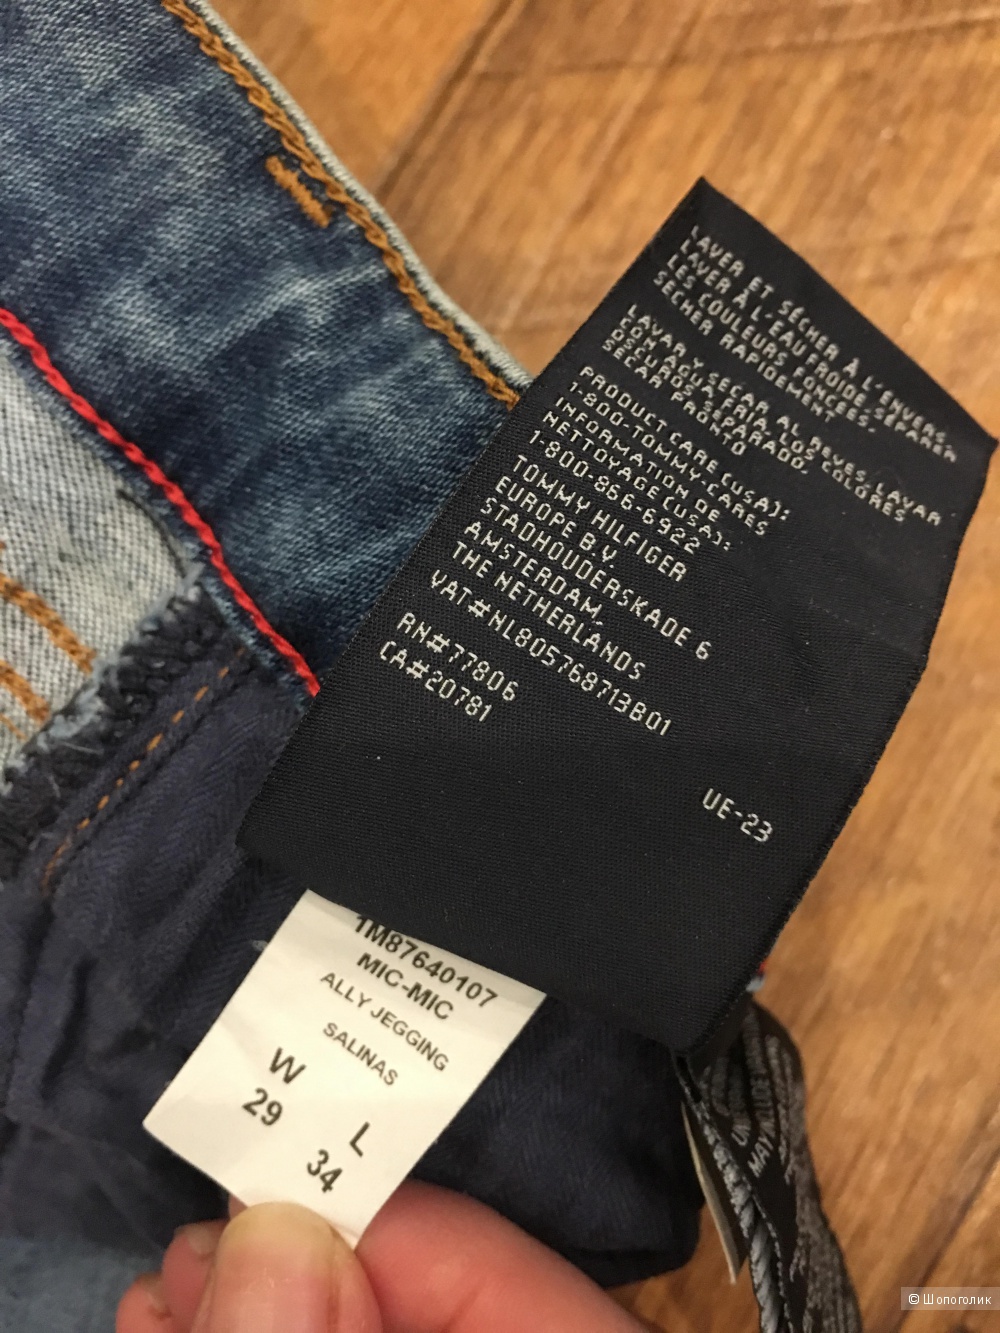 LAVER ET SÉCHER À L'ENVERS.
LAVER À L'EAU FROIDE. SÉPARER
LES COULEURS FONCÉES.
SÉCHER RAPIDEMENT
LAVAR Y SECAR AL REVES. LAVAR
CON AGUA FRIA. LOS COLORES
OSCUROS SEPARADO.
SECAR PRONTO
PRODUCT CARE (USA):
1-800-TOMMY-CARES
INFORMATION DE
NETTOYAGE (USA):
1-800-866-6922
TOMMY HILFIGER
EUROPE B.V.
STADHOUDERSKADE 6
AMSTERDAM,
THE NETHERLANDS
VAT#NL805768713B01
RN#77806
CA#20781
UE-23
1M87640107
MIC-MIC
ALLY JEGGING
SALINAS
W L
29 34
MAY INCLUDE
© Шопоголик